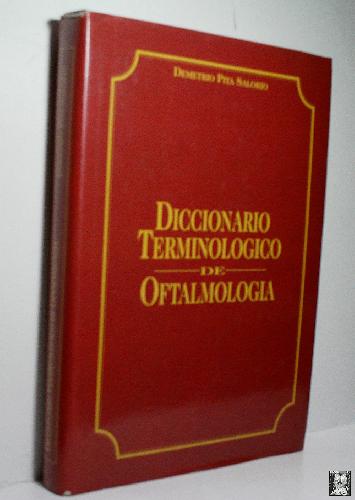 DEMETRIO PITA SALORIO
DICCIONARIO
TERMINOLOGICO
DE
OFTALMOLOGIA